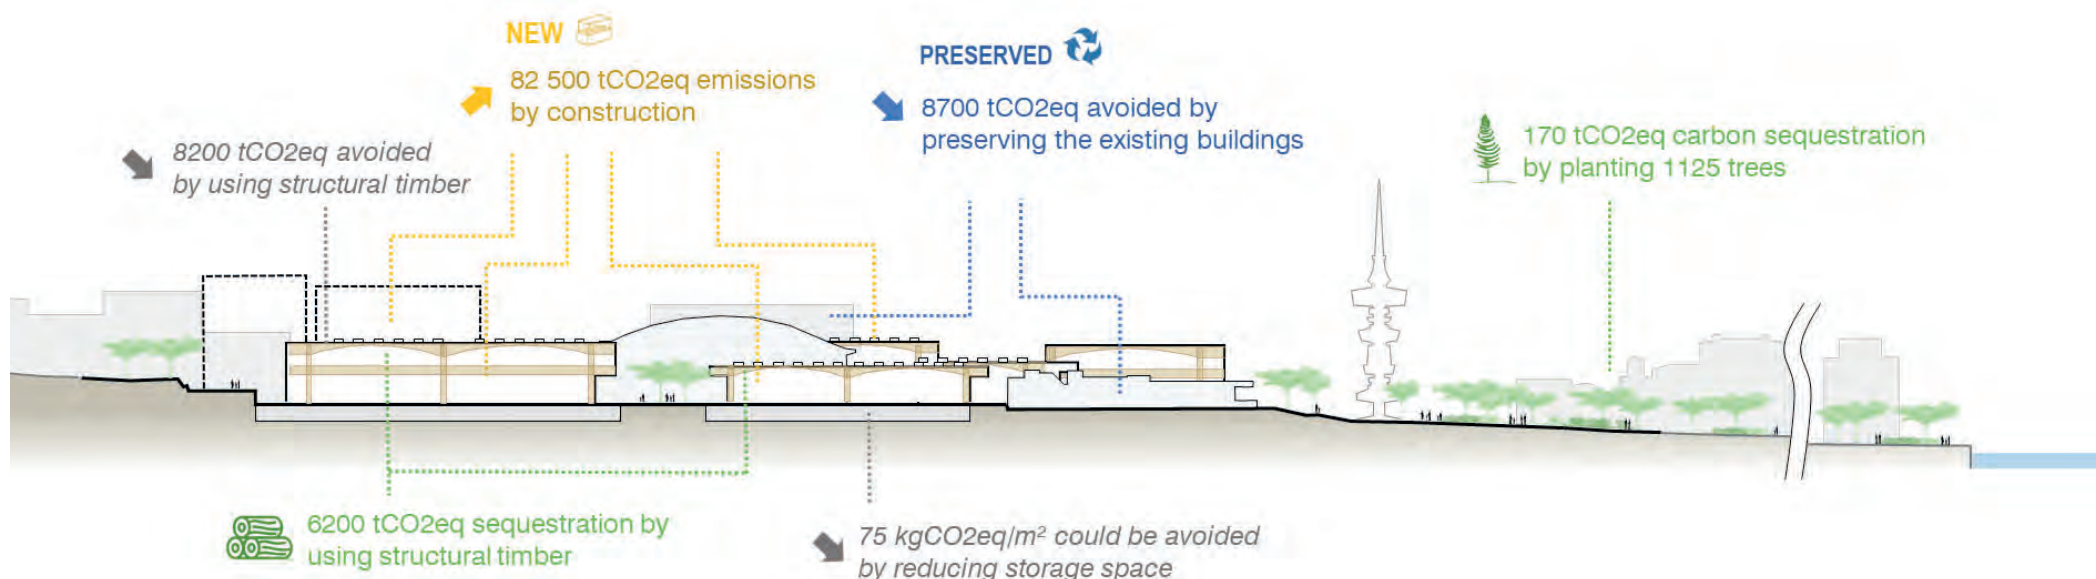 NEW
82 500 tCO2eq emissions
by construction
PRESERVED
8700 tCO2eq avoided by
preserving the existing buildings
8200 tCO2eq avoided
by using structural timber
170 tCO2eq carbon sequestration
by planting 1125 trees
6200 tCO2eq sequestration by
using structural timber
75 kgCO2eq/m² could be avoided
by reducing storage space